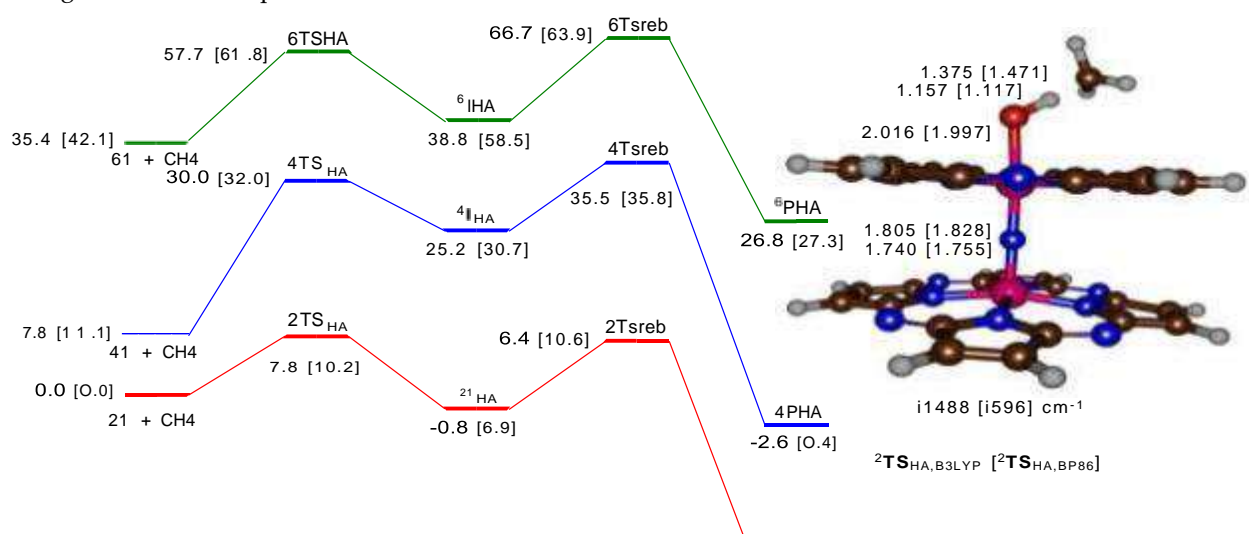 6TSHA
57.7 [61 .8]
66.7 [63.9]
6Tsreb
6IHA
38.8 [58.5]
35.4 [42.1]
61 + CH4
30.0 [32.0]
4TS HA
4Tsreb
35.5 [35.8]
4I HA
25.2 [30.7]
6PHA
26.8 [27.3]
7.8 [1 1 .1]
41 + CH4
2TS HA
7.8 [10.2]
6.4 [10.6]
2Tsreb
0.0 [O.0]
21 + CH4
21 HA
-0.8 [6.9]
4PHA
-2.6 [O.4]
1.375 [1.471]
1.157 [1.117]
2.016 [1.997]
1.805 [1.828]
1.740 [1.755]
i1488 [i596] cm-1
2TSHA,B3LYP [2TSHA,BP86]